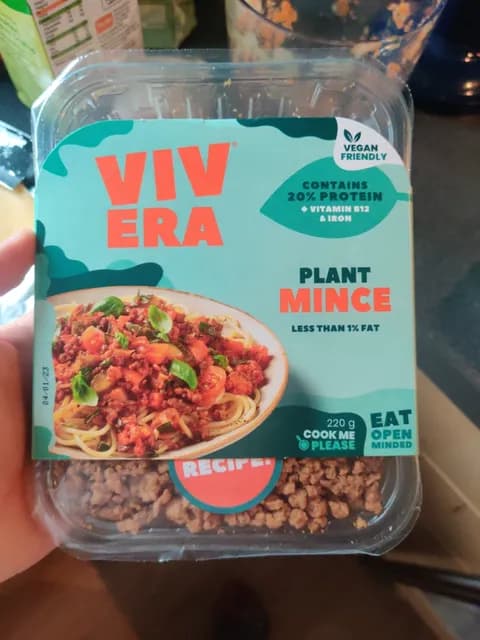 VEGAN
FRIENDLY
VIV
ERA
CONTAINS
20% PROTEIN
+ VITAMIN B12
& IRON
PLANT
MINCE
LESS THAN 1% FAT
04/01/23
220 g
COOK ME
PLEASE
EAT
OPEN
MINDED
RECIPE!